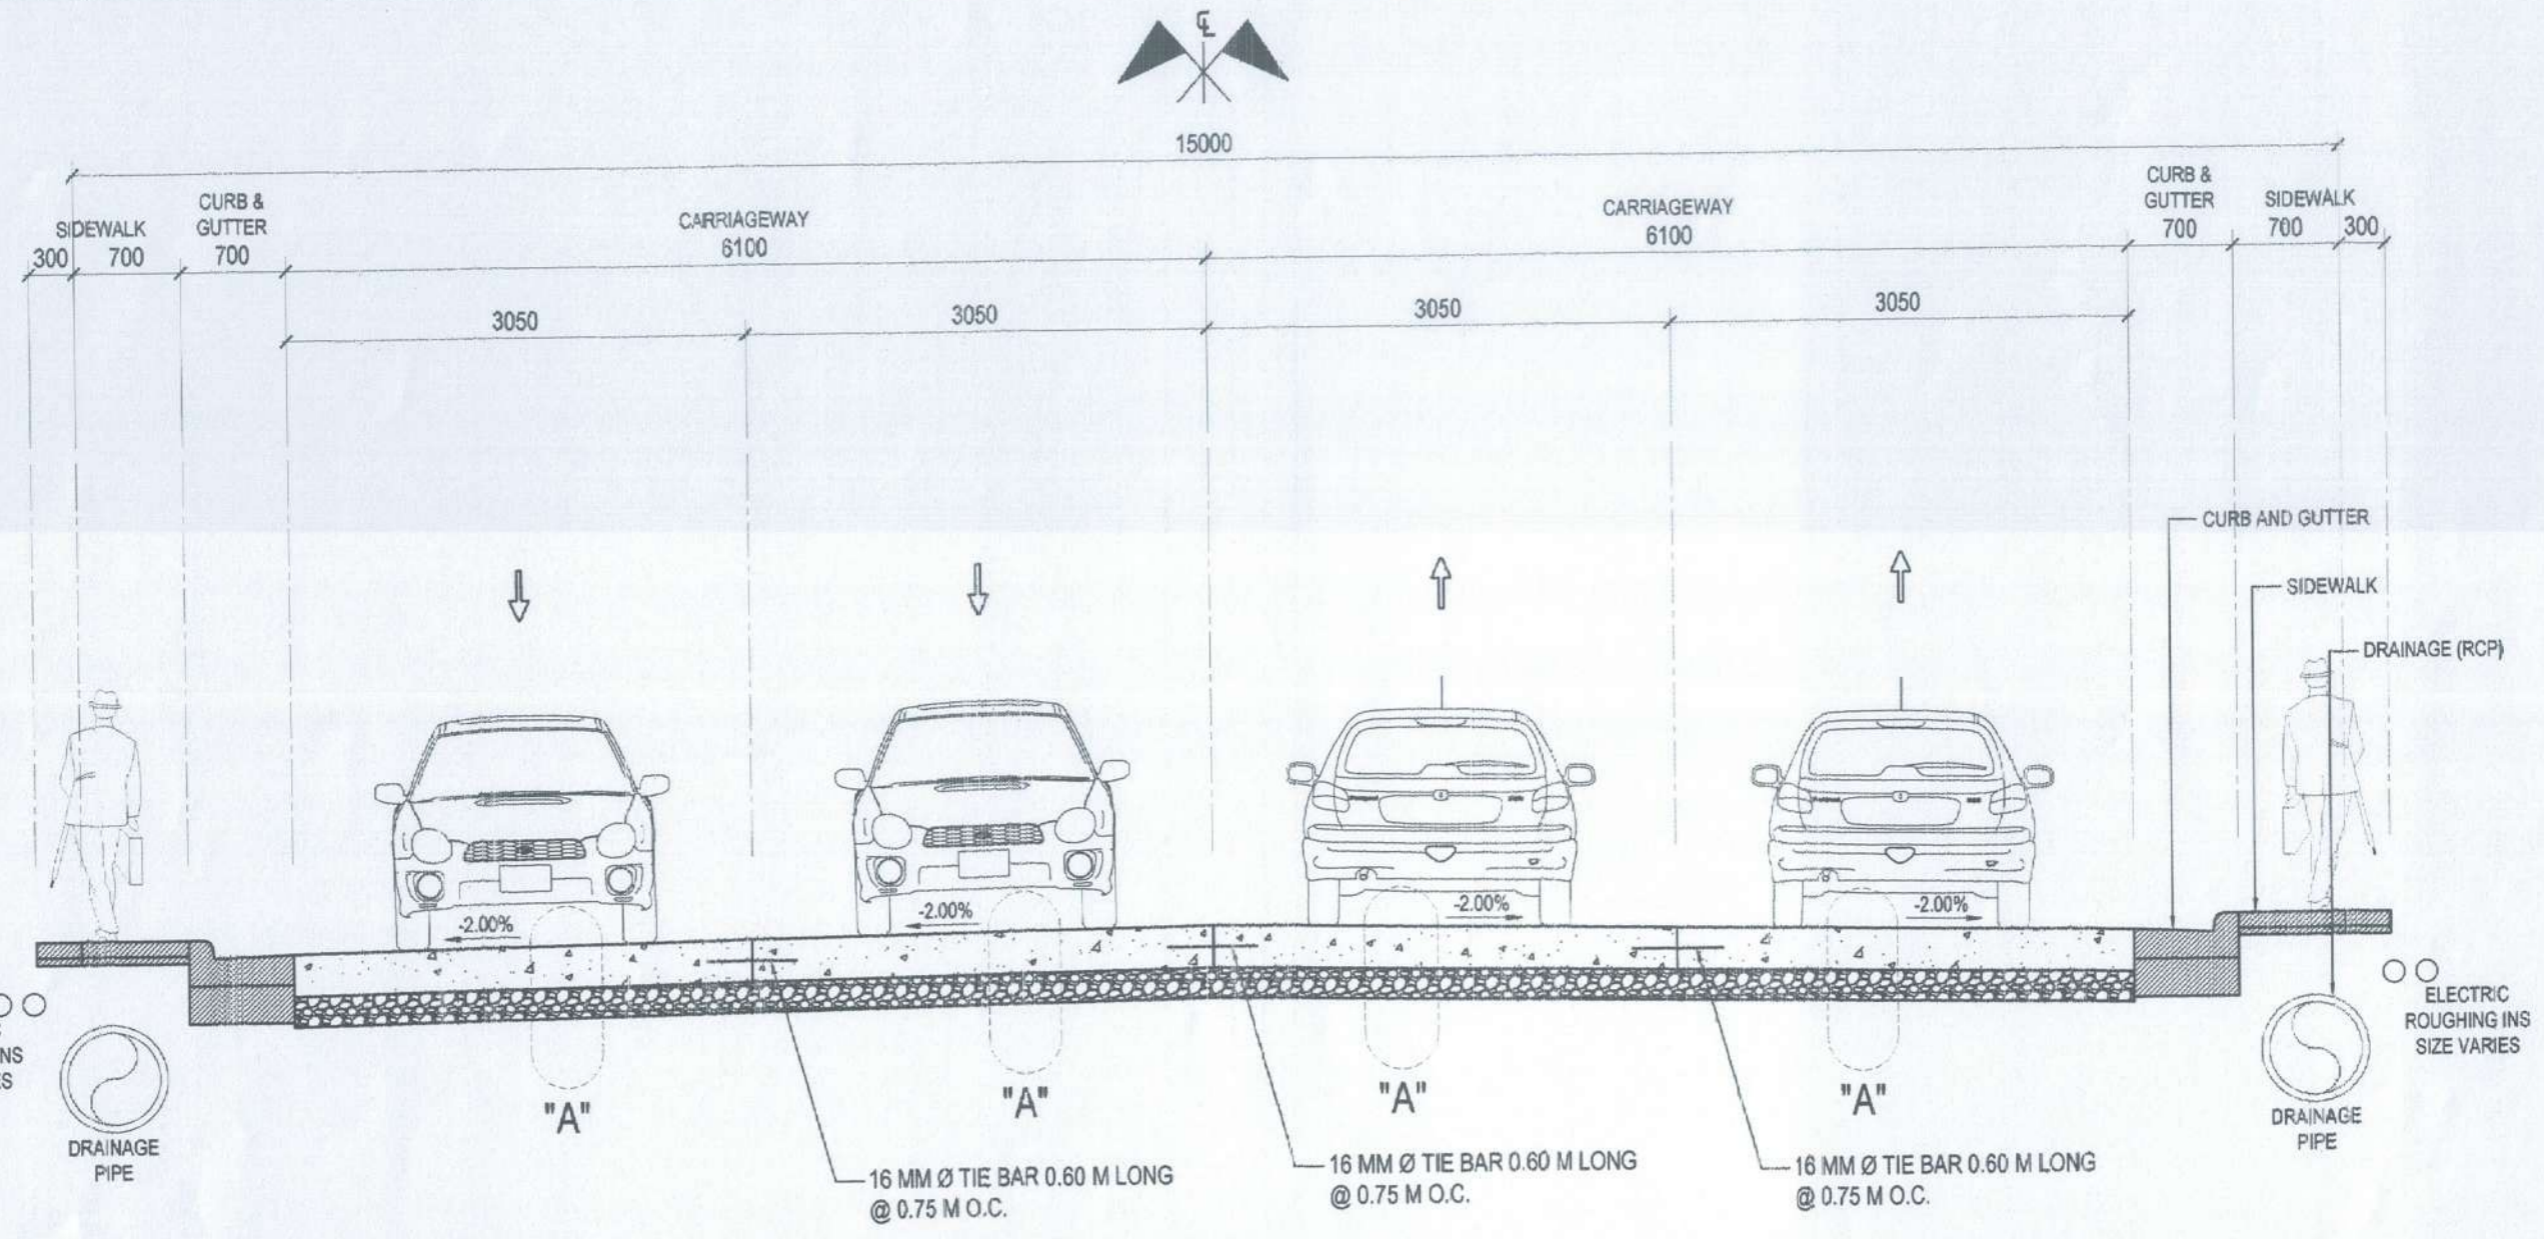 ℄
15000
CURB &
GUTTER
700
SIDEWALK
300 700
CARRIAGEWAY
6100
CARRIAGEWAY
6100
CURB &
GUTTER
700
SIDEWALK
700 300
3050
3050
3050
3050
CURB AND GUTTER
SIDEWALK
DRAINAGE (RCP)
-2.00%
-2.00%
-2.00%
-2.00%
NS
ELECTRIC
ROUGHING INS
SIZE VARIES
"A"
"A"
"A"
"A"
DRAINAGE
PIPE
DRAINAGE
PIPE
16 MM Ø TIE BAR 0.60 M LONG
@ 0.75 M O.C.
16 MM Ø TIE BAR 0.60 M LONG
@ 0.75 M O.C.
16 MM Ø TIE BAR 0.60 M LONG
@ 0.75 M O.C.